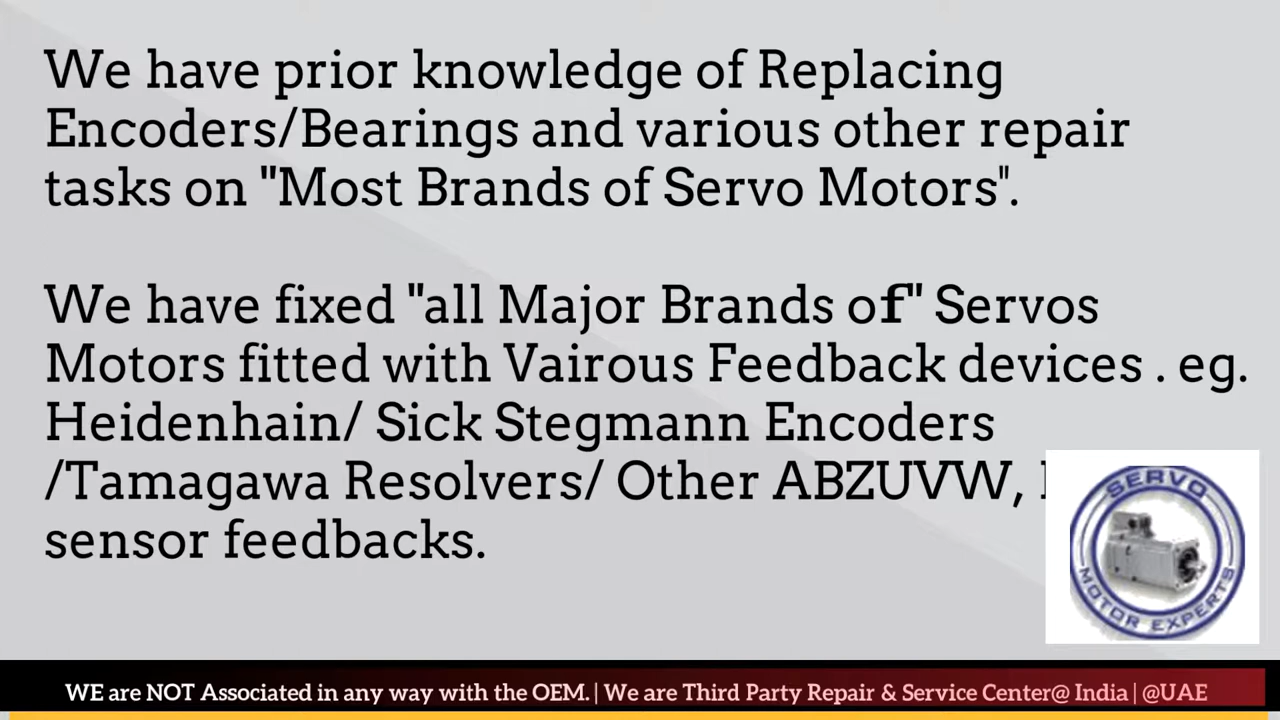 We have prior knowledge of Replacing
Encoders/Bearings and various other repair
tasks on "Most Brands of Servo Motors".
We have fixed "all Major Brands of" Servos
Motors fitted with Vairous Feedback devices . eg.
Heidenhain/ Sick Stegmann Encoders
/Tamagawa Resolvers/ Other ABZUVW,
sensor feedbacks.
SERVO
MOTOR EXPERTS
WE are NOT Associated in any way with the OEM. | We are Third Party Repair & Service Center@ India | @UAE